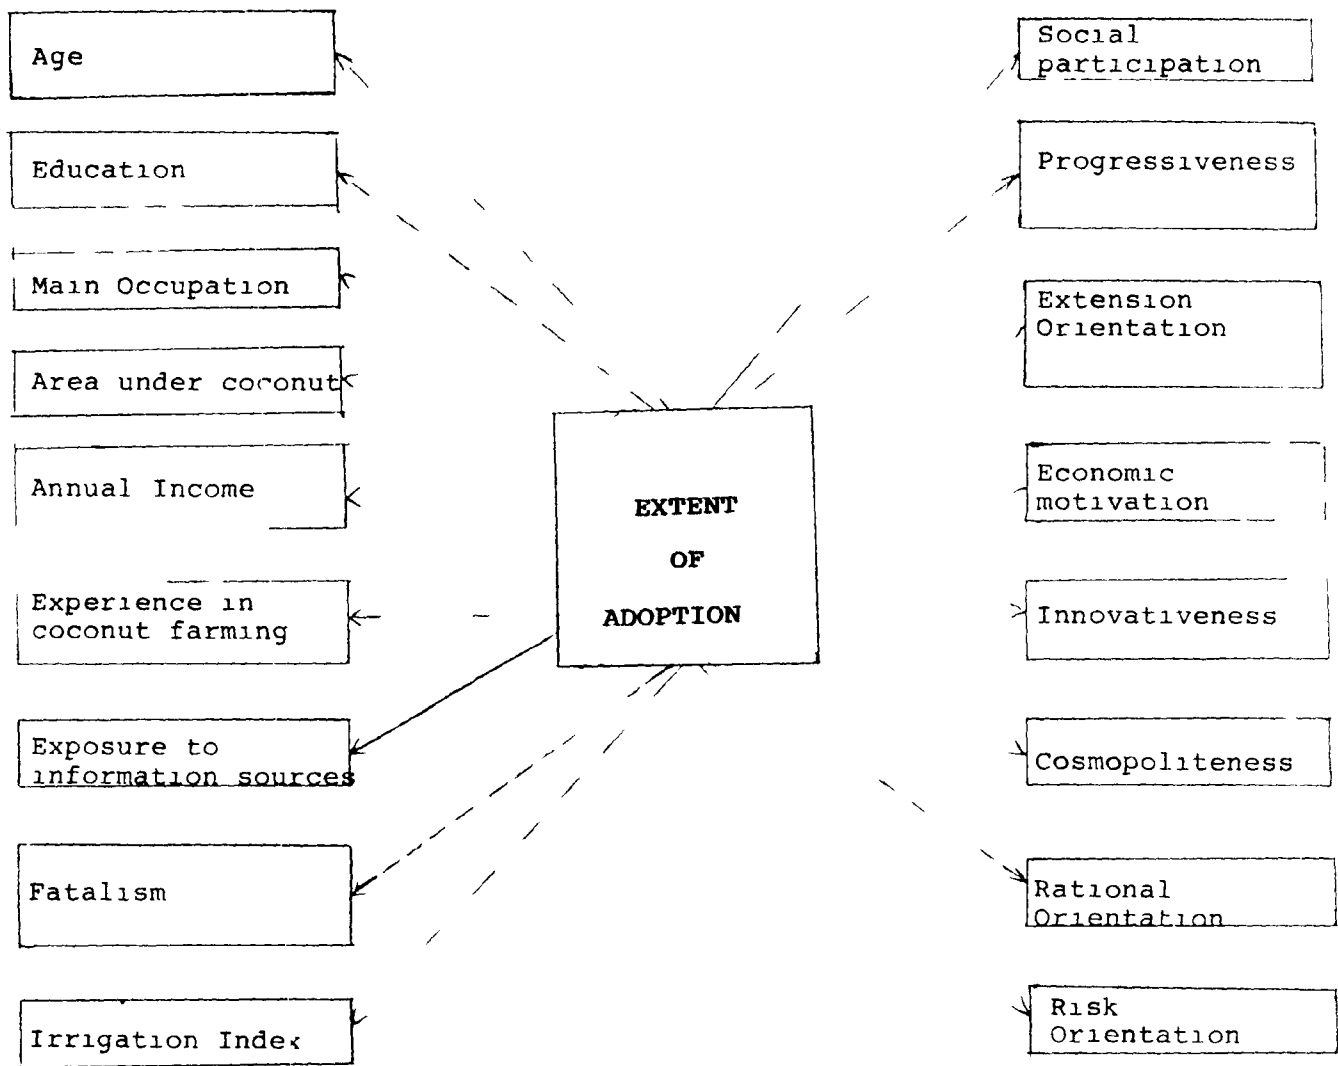 Age
Education
Main Occupation
Area under coconut
Annual Income
Experience in
coconut farming
Exposure to
information sources
Fatalism
Irrigation Index
EXTENT
OF
ADOPTION
Social
participation
Progressiveness
Extension
Orientation
Economic
motivation
Innovativeness
Cosmopoliteness
Rational
Orientation
Risk
Orientation